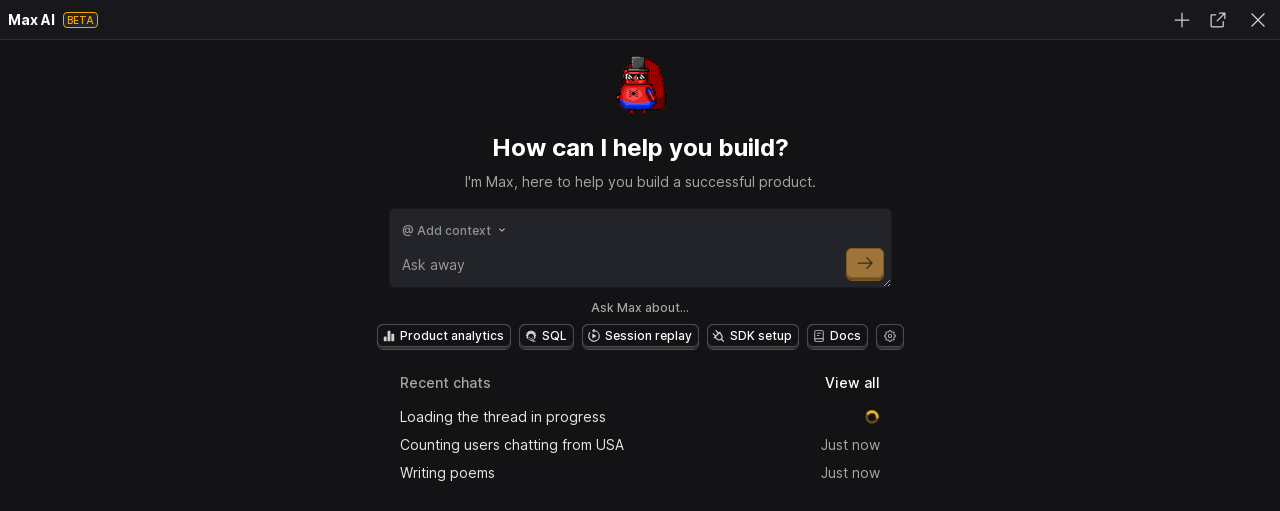 Max AI BETA
How can I help you build?
I'm Max, here to help you build a successful product.
@ Add context
Ask away
Ask Max about...
Product analytics SQL Session replay SDK setup Docs
Recent chats View all
Loading the thread in progress
Counting users chatting from USA Just now
Writing poems Just now